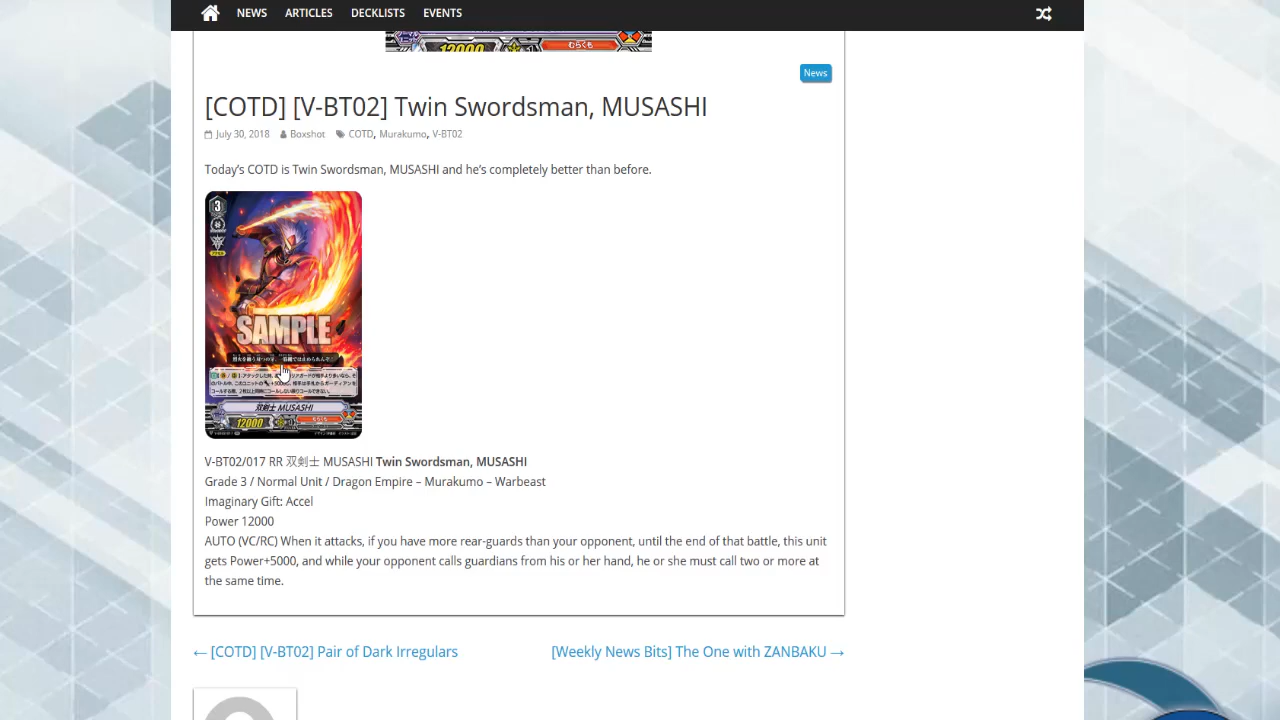 NEWS ARTICLES DECKLISTS EVENTS
12000 むらくも
News
[COTD] [V-BT02] Twin Swordsman, MUSASHI
July 30, 2018 Boxshot COTD, Murakumo, V-BT02
Today's COTD is Twin Swordsman, MUSASHI and he's completely better than before.
3
SAMPLE
双剣士 MUSASHI
12000
V-BT02/017 RR 双剣士 MUSASHI Twin Swordsman, MUSASHI
Grade 3 / Normal Unit / Dragon Empire – Murakumo – Warbeast
Imaginary Gift: Accel
Power 12000
AUTO (VC/RC) When it attacks, if you have more rear-guards than your opponent, until the end of that battle, this unit
gets Power+5000, and while your opponent calls guardians from his or her hand, he or she must call two or more at
the same time.
← [COTD] [V-BT02] Pair of Dark Irregulars
[Weekly News Bits] The One with ZANBAKU →